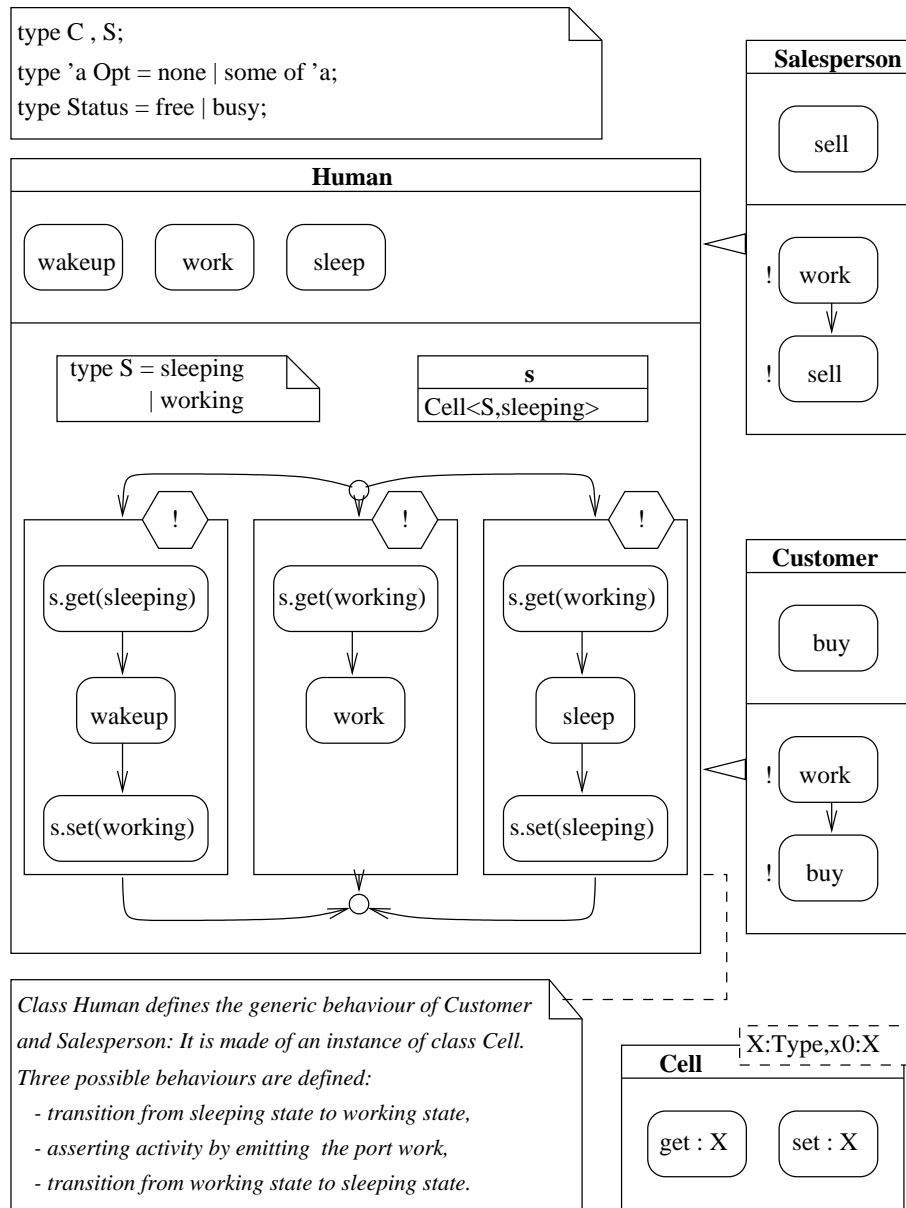 type C , S;
type ’a Opt = none | some of ’a;
type Status = free | busy;
Salesperson
sell
! work
! sell
Human
wakeup work sleep
type S = sleeping
| working
s
Cell<S,sleeping>
! ! !
s.get(sleeping) s.get(working) s.get(working)
wakeup work sleep
s.set(working) s.set(sleeping)
Customer
buy
! work
! buy
Class Human defines the generic behaviour of Customer
and Salesperson: It is made of an instance of class Cell.
Three possible behaviours are defined:
- transition from sleeping state to working state,
- asserting activity by emitting the port work,
- transition from working state to sleeping state.
X:Type,x0:X
Cell
get : X set : X